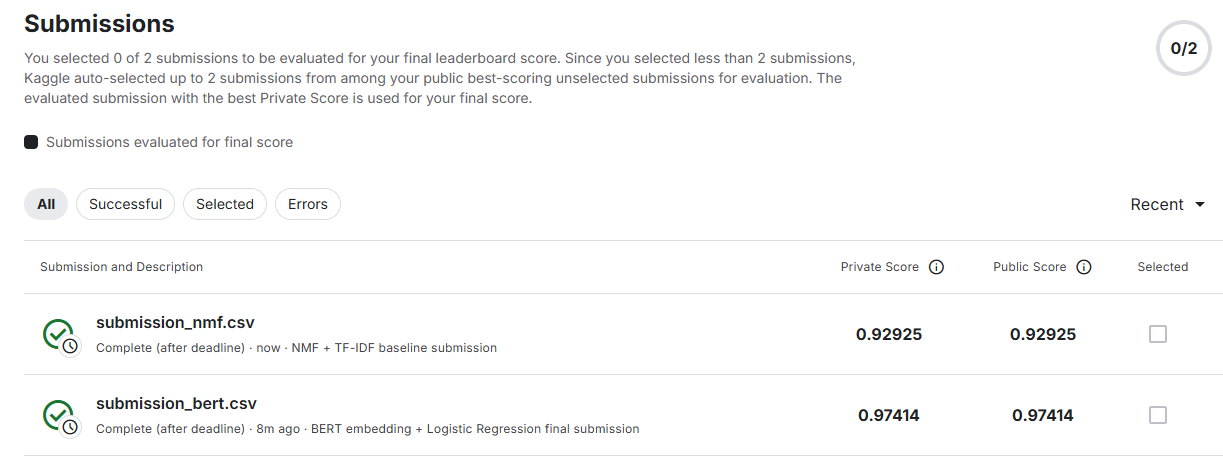 Submissions
You selected 0 of 2 submissions to be evaluated for your final leaderboard score. Since you selected less than 2 submissions,
Kaggle auto-selected up to 2 submissions from among your public best-scoring unselected submissions for evaluation. The
evaluated submission with the best Private Score is used for your final score.
0/2
Submissions evaluated for final score
All Successful Selected Errors Recent
Submission and Description Private Score Public Score Selected
submission_nmf.csv
Complete (after deadline) · now · NMF + TF-IDF baseline submission
0.92925 0.92925
submission_bert.csv
Complete (after deadline) · 8m ago · BERT embedding + Logistic Regression final submission
0.97414 0.97414